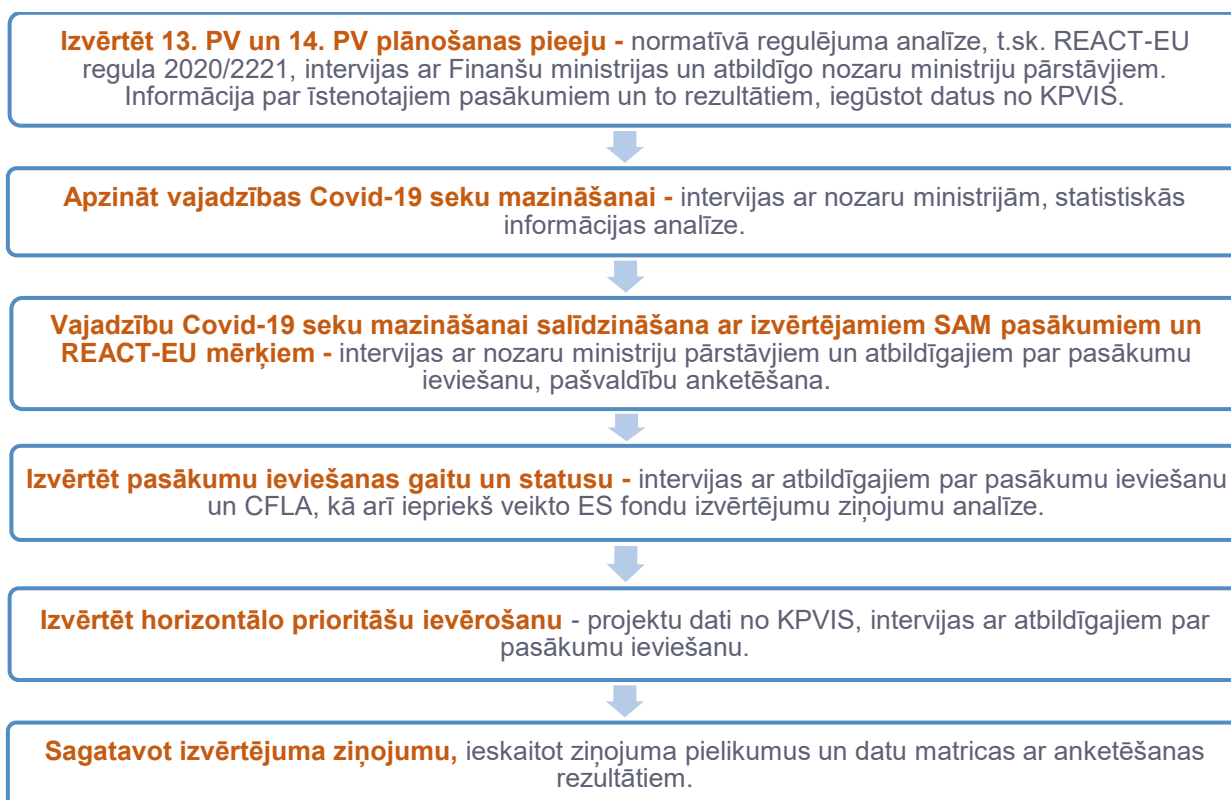 Izvērtēt 13. PV un 14. PV plānošanas pieeju - normatīvā regulējuma analīze, t.sk. REACT-EU
regula 2020/2221, intervijas ar Finanšu ministrijas un atbildīgo nozaru ministriju pārstāvjiem.
Informācija par īstenotajiem pasākumiem un to rezultātiem, iegūstot datus no KPVIS.
Apzināt vajadzības Covid-19 seku mazināšanai - intervijas ar nozaru ministrijām, statistiskās
informācijas analīze.
Vajadzību Covid-19 seku mazināšanai salīdzināšana ar izvērtējamiem SAM pasākumiem un
REACT-EU mērķiem - intervijas ar nozaru ministriju pārstāvjiem un atbildīgajiem par pasākumu
ieviešanu, pašvaldību anketēšana.
Izvērtēt pasākumu ieviešanas gaitu un statusu - intervijas ar atbildīgajiem par pasākumu ieviešanu
un CFLA, kā arī iepriekš veikto ES fondu izvērtējumu ziņojumu analīze.
Izvērtēt horizontālo prioritāšu ievērošanu - projektu dati no KPVIS, intervijas ar atbildīgajiem par
pasākumu ieviešanu.
Sagatavot izvērtējuma ziņojumu, ieskaitot ziņojuma pielikumus un datu matricas ar anketēšanas
rezultātiem.